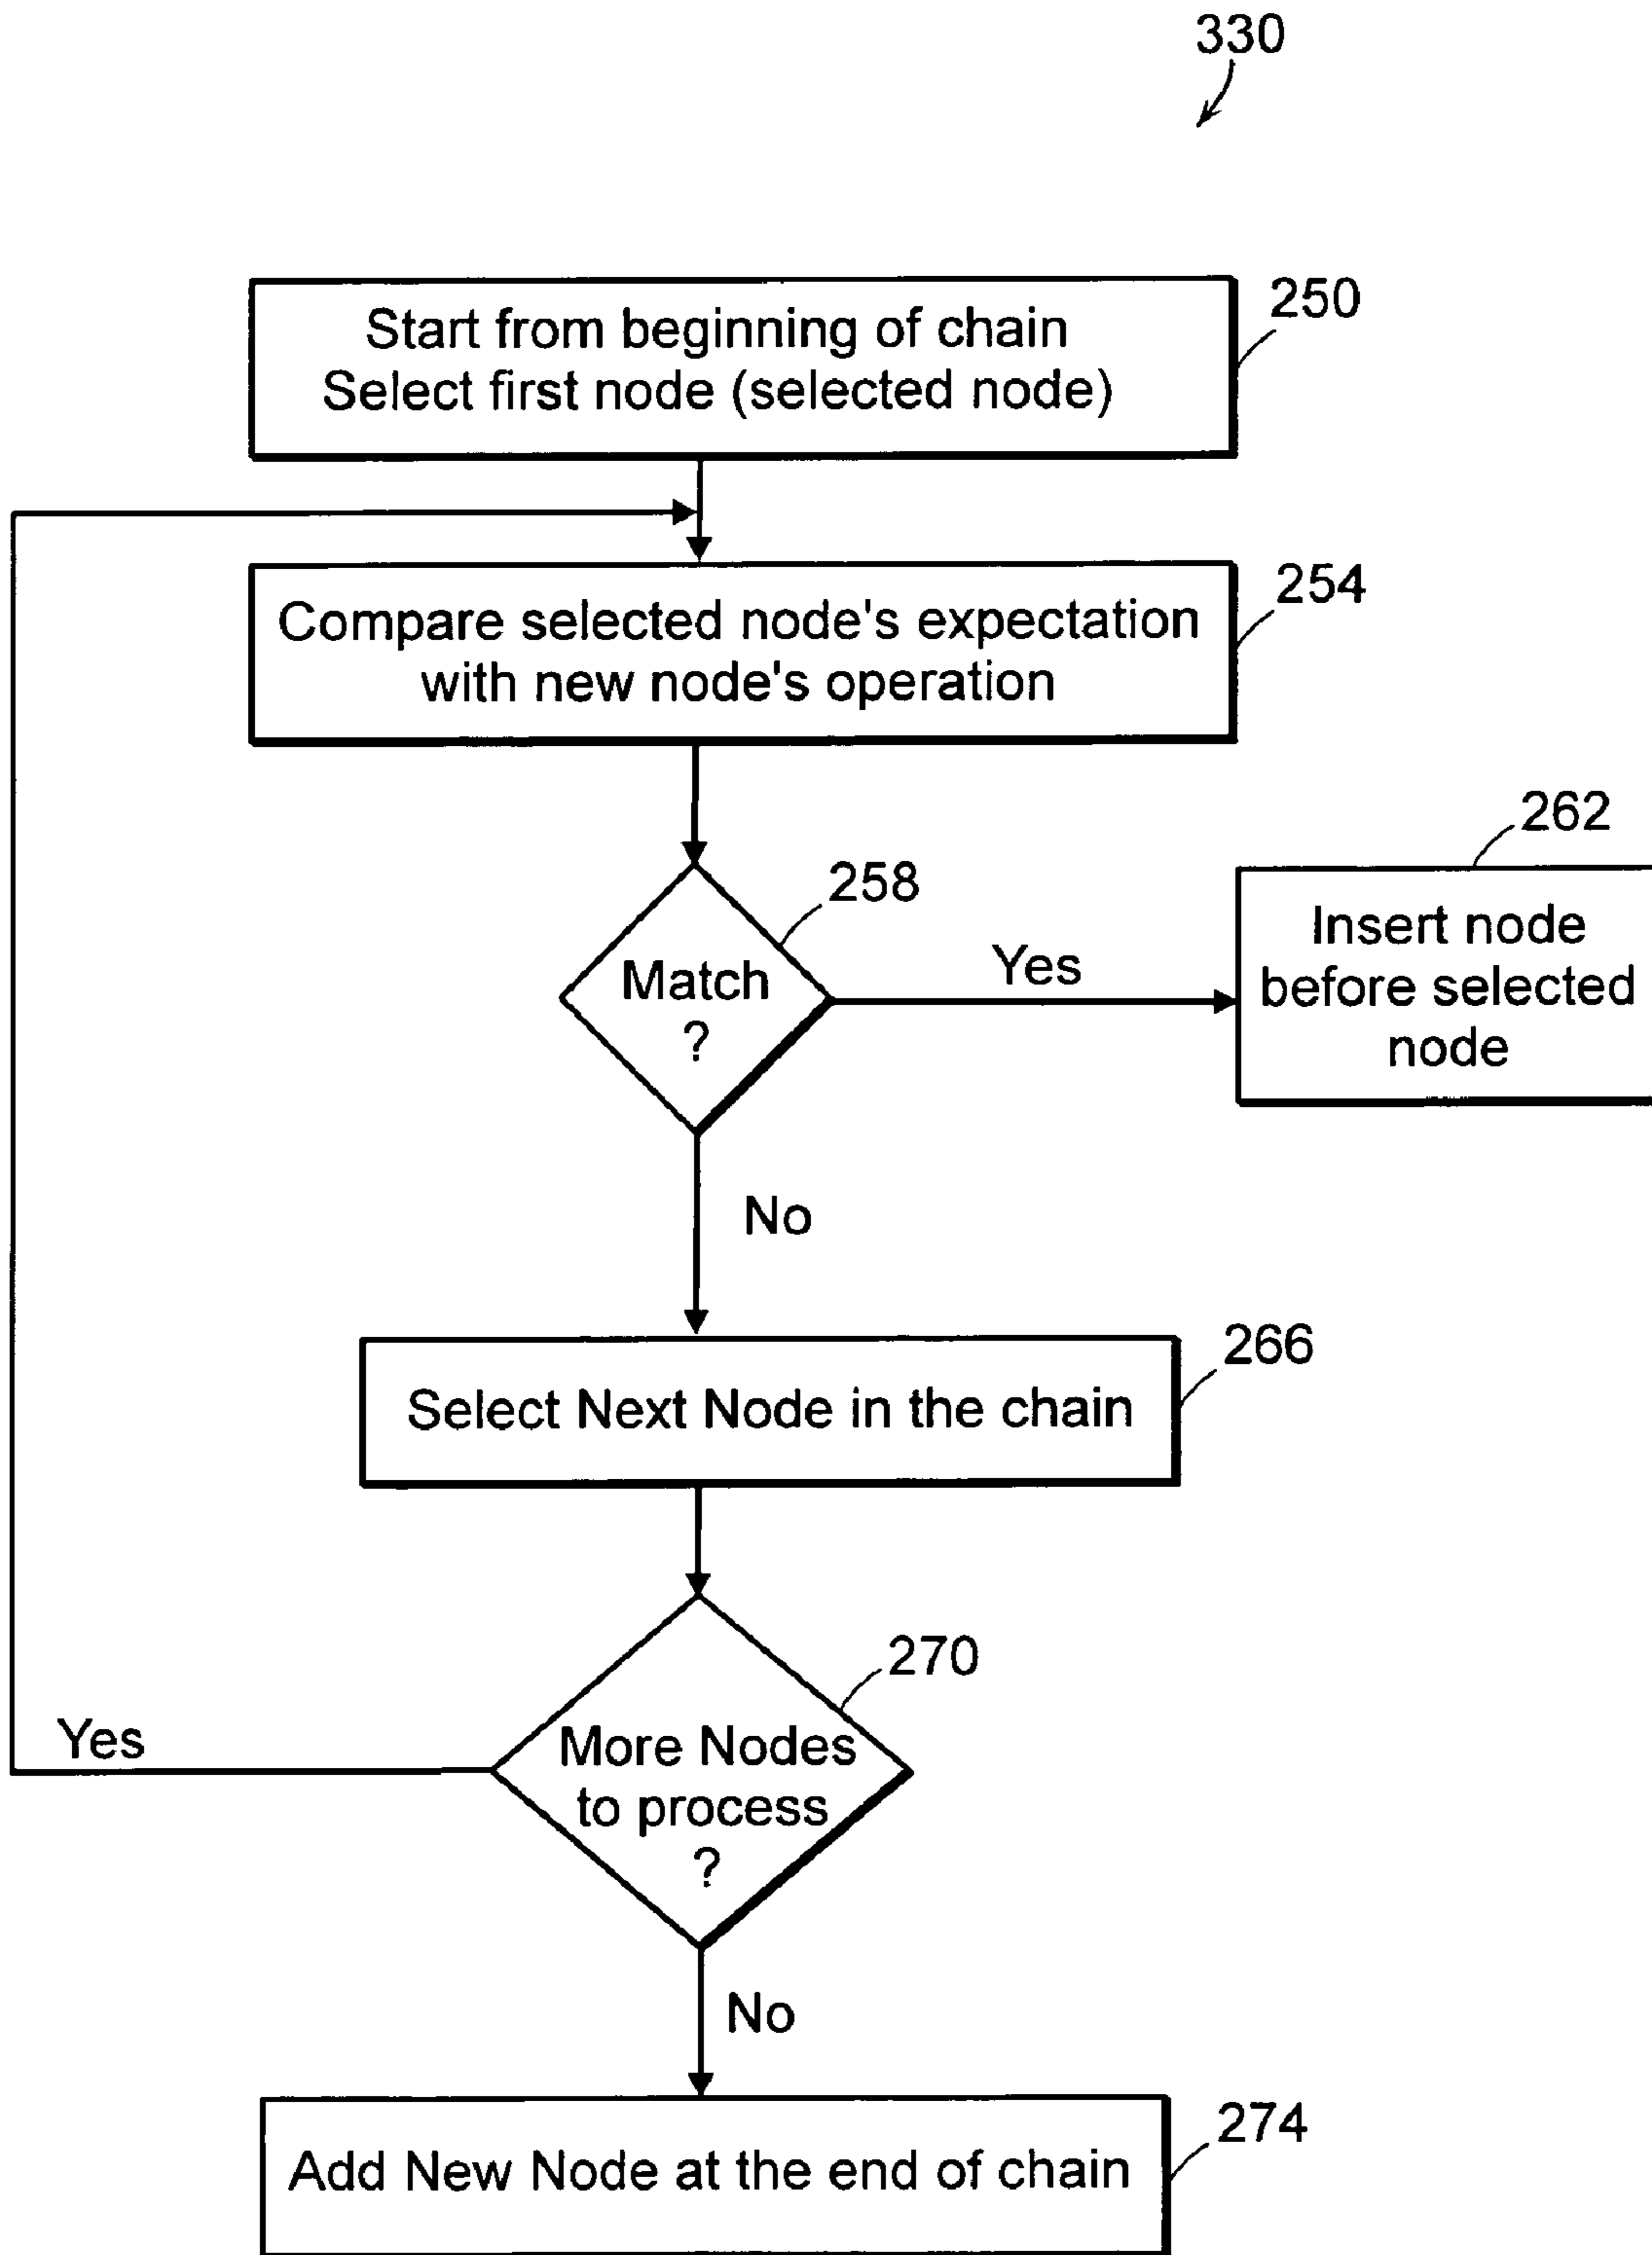 330
Start from beginning of chain
Select first node (selected node)
250
Compare selected node's expectation
with new node's operation
254
Match
?
258
Yes
Insert node
before selected
node
262
No
Select Next Node in the chain
266
More Nodes
to process
?
270
Yes
No
Add New Node at the end of chain
274